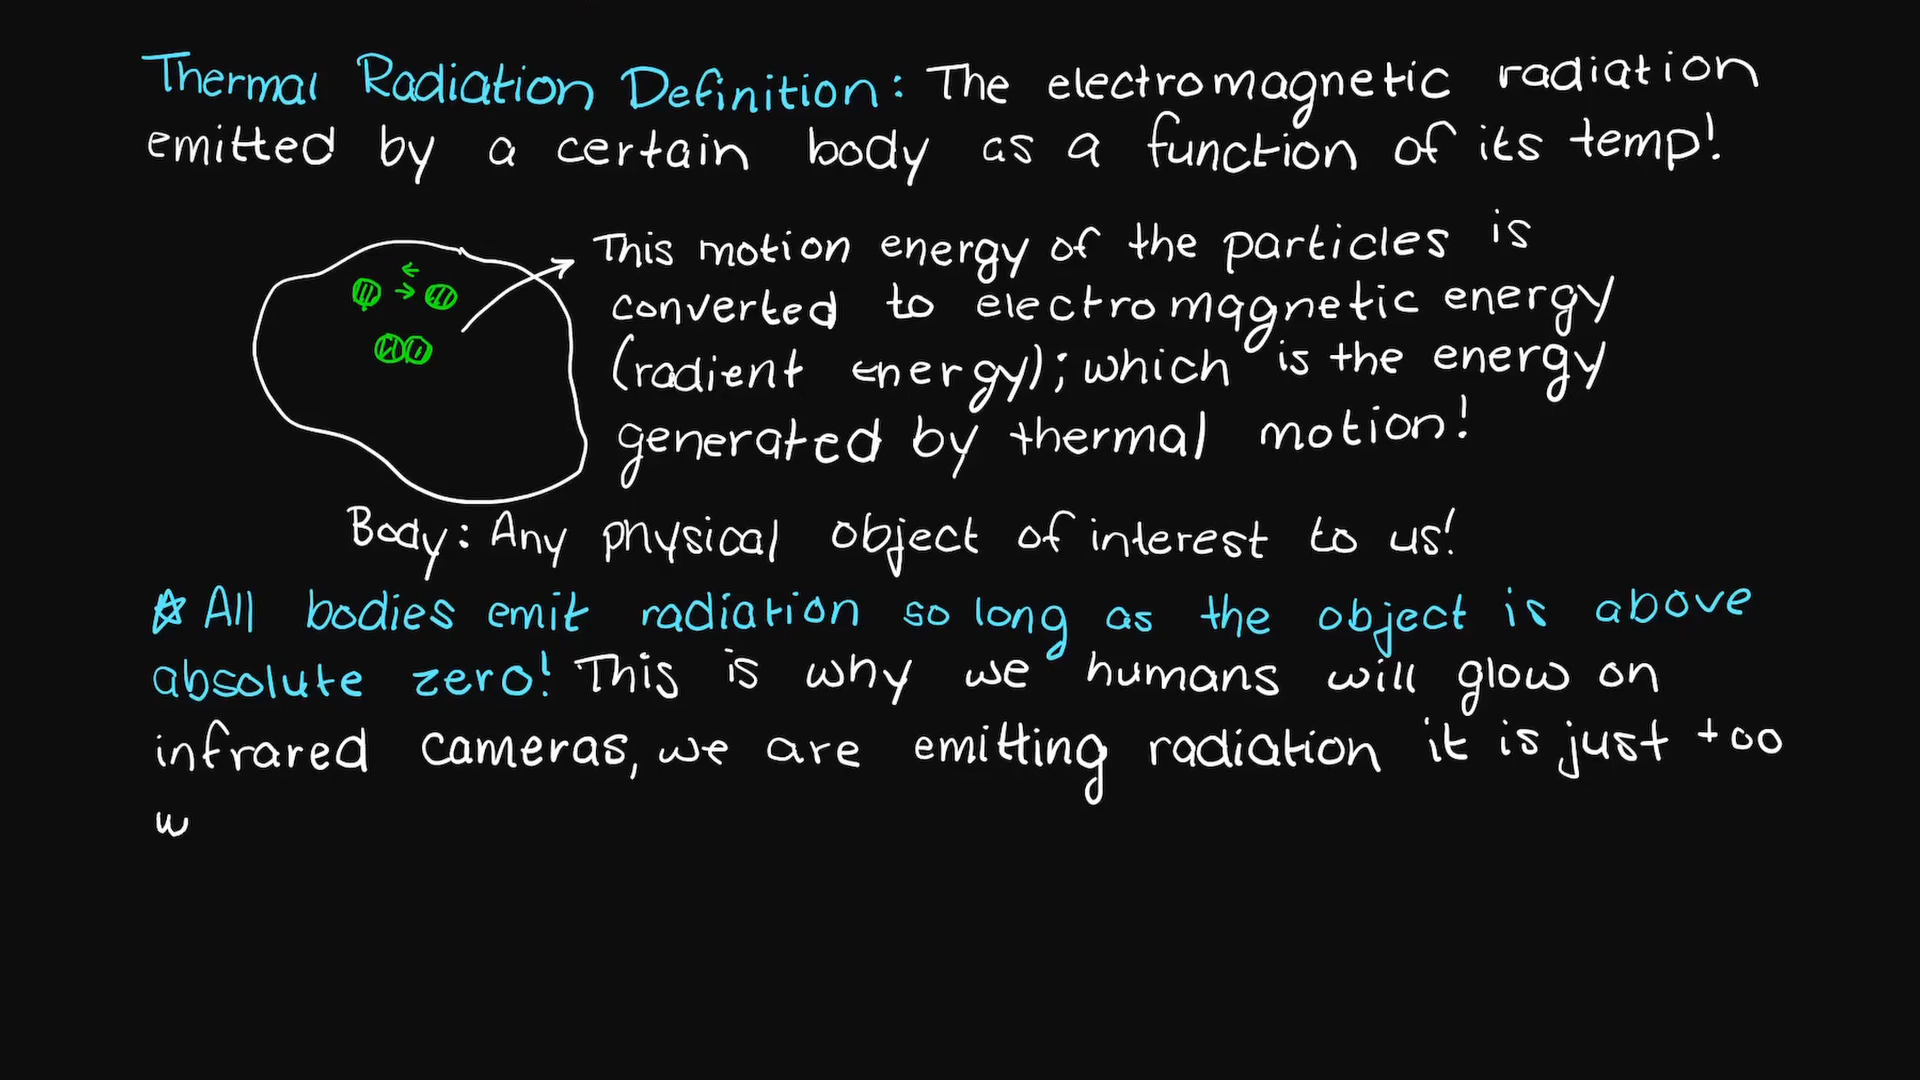 Thermal Radiation Definition: The electromagnetic radiation
emitted by a certain body as a function of its temp!
This motion energy of the particles is
converted to electromagnetic energy
(radient energy); which is the energy
generated by thermal motion!
Body: Any physical object of interest to us!
☆ All bodies emit radiation so long as the object is above
absolute zero! This is why we humans will glow on
infrared cameras, we are emitting radiation it is just too
w